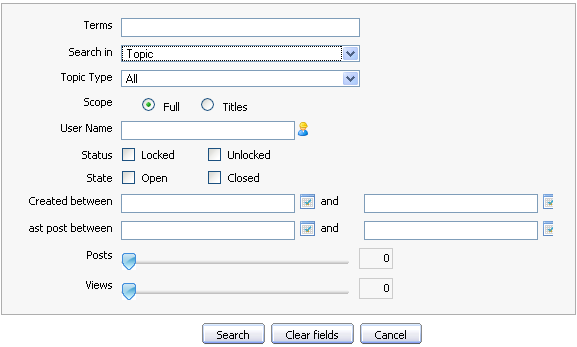 Terms
Search in Topic
Topic Type All
Scope Full Titles
User Name
Status Locked Unlocked
State Open Closed
Created between and
ast post between and
Posts 0
Views 0
Search Clear fields Cancel